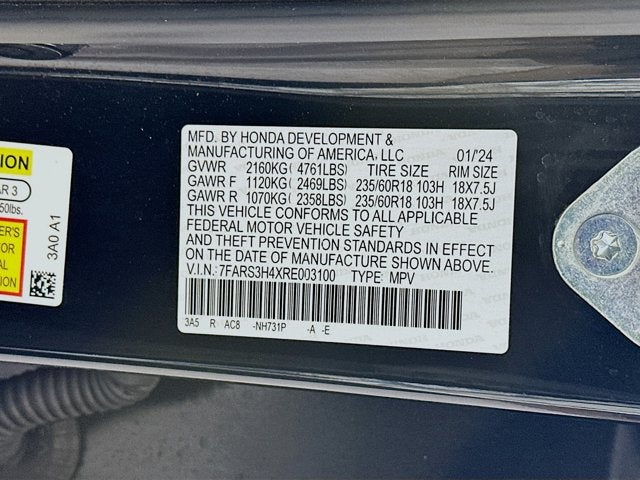 MFD. BY HONDA DEVELOPMENT &
MANUFACTURING OF AMERICA, LLC 01/'24
GVWR 2160KG ( 4761LBS) TIRE SIZE RIM SIZE
GAWR F 1120KG ( 2469LBS) 235/60R18 103H 18X7.5J
GAWR R 1070KG ( 2358LBS) 235/60R18 103H 18X7.5J
THIS VEHICLE CONFORMS TO ALL APPLICABLE
FEDERAL MOTOR VEHICLE SAFETY
AND THEFT PREVENTION STANDARDS IN EFFECT
ON THE DATE OF MANUFACTURE SHOWN ABOVE.
V.I.N.: 7FARS3H4XRE003100 TYPE: MPV
3A5 R AC8 -NH731P -A -E
3A0 A1